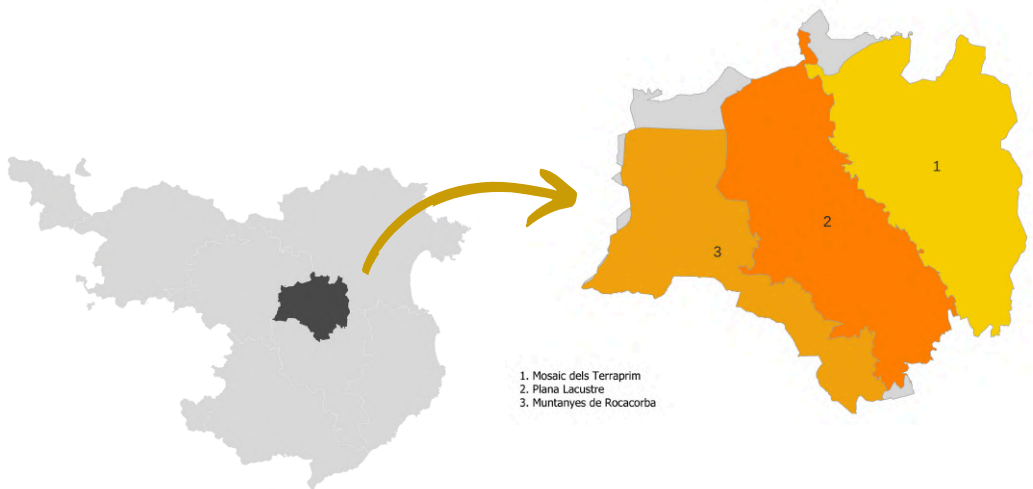 1
2
3
1. Mosaic dels Terraprim
2. Plana Lacustre
3. Muntanyes de Rocacorba